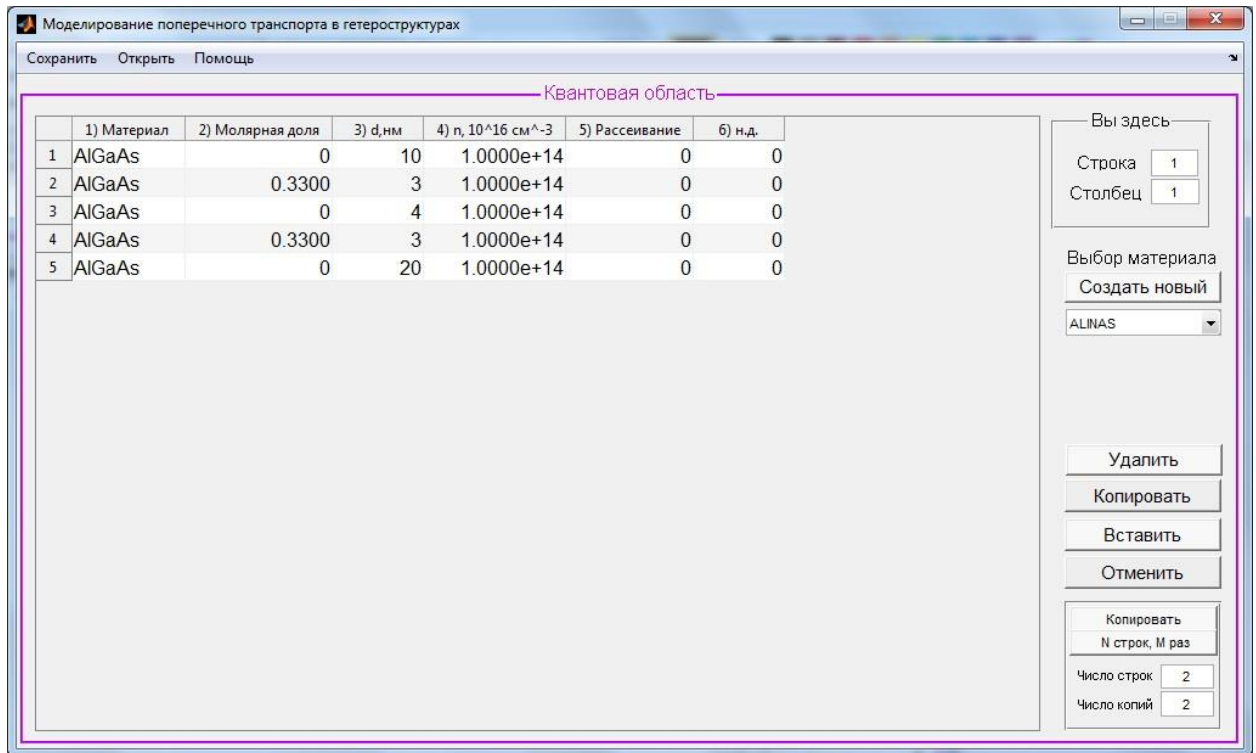 Моделирование поперечного транспорта в гетероструктурах
Сохранить Открыть Помощь
Квантовая область
1) Материал 2) Молярная доля 3) d,нм 4) n, 10^16 см^-3 5) Рассеивание 6) н.д.
1 AlGaAs 0 10 1.0000e+14 0 0
2 AlGaAs 0.3300 3 1.0000e+14 0 0
3 AlGaAs 0 4 1.0000e+14 0 0
4 AlGaAs 0.3300 3 1.0000e+14 0 0
5 AlGaAs 0 20 1.0000e+14 0 0
Вы здесь
Строка 1
Столбец 1
Выбор материала
Создать новый
ALINAS
Удалить
Копировать
Вставить
Отменить
Копировать
N строк, M раз
Число строк 2
Число копий 2